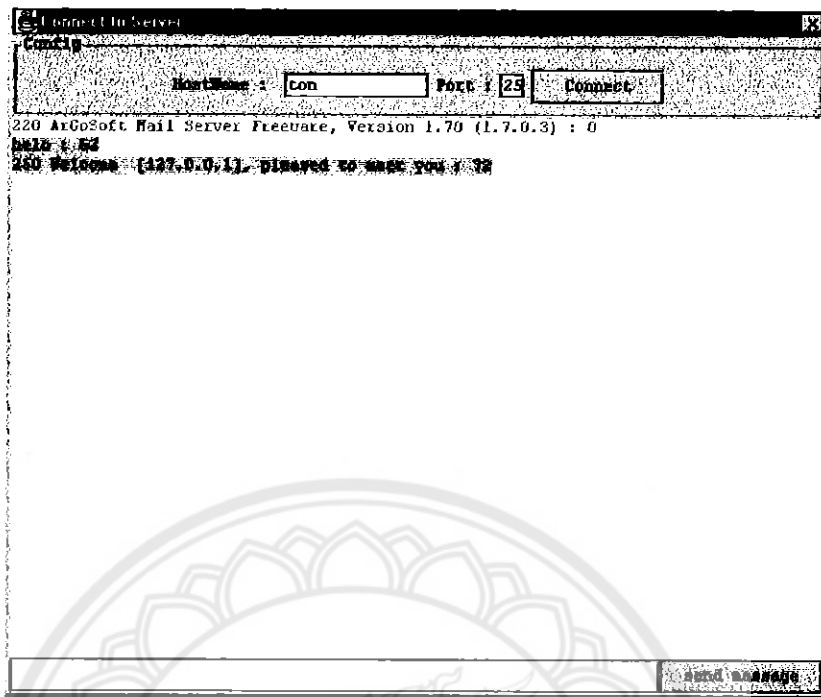 Connect To Server
Config
HostName : con Port : 25 Connect
220 ArGoSoft Mail Server Freeware, Version 1.70 (1.7.0.3) : 0
helo : 62
250 Welcome [127.0.0.1], pleased to meet you : 72
send message